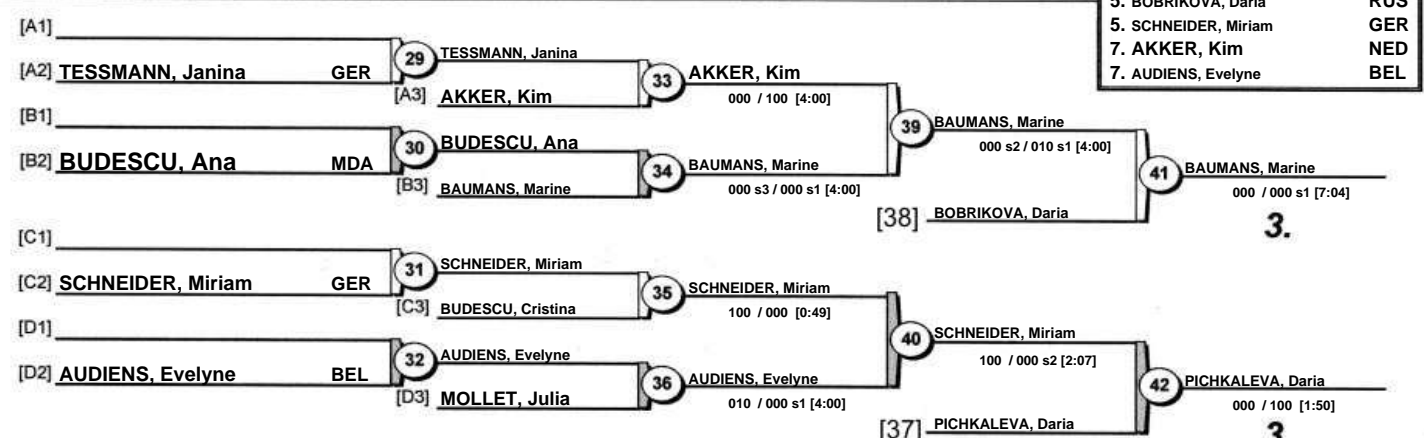 5. BOBRIKOVA, Daria RUS
5. SCHNEIDER, Miriam GER
7. AKKER, Kim NED
7. AUDIENS, Evelyne BEL
[A1]
[A2] TESSMANN, Janina GER
29
TESSMANN, Janina
[A3] AKKER, Kim
33
AKKER, Kim
000 / 100 [4:00]
[B1]
[B2] BUDESCU, Ana MDA
30
BUDESCU, Ana
[B3] BAUMANS, Marine
34
BAUMANS, Marine
000 s3 / 000 s1 [4:00]
39
BAUMANS, Marine
000 s2 / 010 s1 [4:00]
[38] BOBRIKOVA, Daria
41
BAUMANS, Marine
000 / 000 s1 [7:04]
3.
[C1]
[C2] SCHNEIDER, Miriam GER
31
SCHNEIDER, Miriam
[C3] BUDESCU, Cristina
35
SCHNEIDER, Miriam
100 / 000 [0:49]
[D1]
[D2] AUDIENS, Evelyne BEL
32
AUDIENS, Evelyne
[D3] MOLLET, Julia
36
AUDIENS, Evelyne
010 / 000 s1 [4:00]
40
SCHNEIDER, Miriam
100 / 000 s2 [2:07]
[37] PICHKALEVA, Daria
42
PICHKALEVA, Daria
000 / 100 [1:50]
3